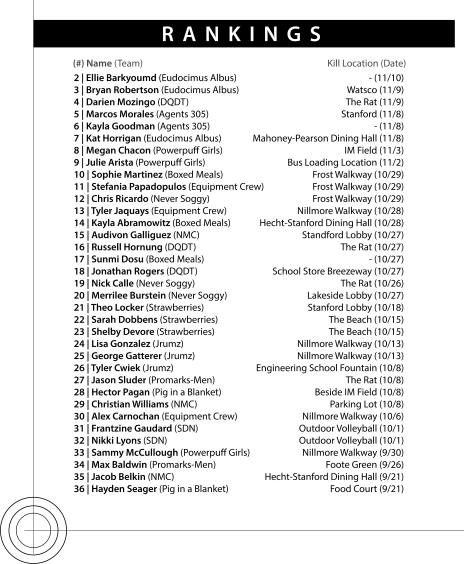 RANKINGS
(#) Name (Team) Kill Location (Date)
2 | Ellie Barkyoumd (Eudocimus Albus) - (11/10)
3 | Bryan Robertson (Eudocimus Albus) Watsco (11/9)
4 | Darien Mozingo (DQDT) The Rat (11/9)
5 | Marcos Morales (Agents 305) Stanford (11/8)
6 | Kayla Goodman (Agents 305) - (11/8)
7 | Kat Horrigan (Eudocimus Albus) Mahoney-Pearson Dining Hall (11/8)
8 | Megan Chacon (Powerpuff Girls) IM Field (11/3)
9 | Julie Arista (Powerpuff Girls) Bus Loading Location (11/2)
10 | Sophie Martinez (Boxed Meals) Frost Walkway (10/29)
11 | Stefania Papadopulos (Equipment Crew) Frost Walkway (10/29)
12 | Chris Ricardo (Never Soggy) Frost Walkway (10/29)
13 | Tyler Jaquays (Equipment Crew) Nillmore Walkway (10/28)
14 | Kayla Abramowitz (Boxed Meals) Hecht-Stanford Dining Hall (10/28)
15 | Audivon Galliguez (NMC) Standford Lobby (10/27)
16 | Russell Hornung (DQDT) The Rat (10/27)
17 | Sunmi Dosu (Boxed Meals) - (10/27)
18 | Jonathan Rogers (DQDT) School Store Breezeway (10/27)
19 | Nick Calle (Never Soggy) The Rat (10/26)
20 | Merrilee Burstein (Never Soggy) Lakeside Lobby (10/27)
21 | Theo Locker (Strawberries) Stanford Lobby (10/18)
22 | Sarah Dobbens (Strawberries) The Beach (10/15)
23 | Shelby Devore (Strawberries) The Beach (10/15)
24 | Lisa Gonzalez (Jrumz) Nillmore Walkway (10/13)
25 | George Gatterer (Jrumz) Nillmore Walkway (10/13)
26 | Tyler Cwiek (Jrumz) Engineering School Fountain (10/8)
27 | Jason Sluder (Promarks-Men) The Rat (10/8)
28 | Hector Pagan (Pig in a Blanket) Beside IM Field (10/8)
29 | Christian Williams (NMC) Parking Lot (10/8)
30 | Alex Carnochan (Equipment Crew) Nillmore Walkway (10/6)
31 | Frantzine Gaudard (SDN) Outdoor Volleyball (10/1)
32 | Nikki Lyons (SDN) Outdoor Volleyball (10/1)
33 | Sammy McCullough (Powerpuff Girls) Nillmore Walkway (9/30)
34 | Max Baldwin (Promarks-Men) Foote Green (9/26)
35 | Jacob Belkin (NMC) Hecht-Stanford Dining Hall (9/21)
36 | Hayden Seager (Pig in a Blanket) Food Court (9/21)